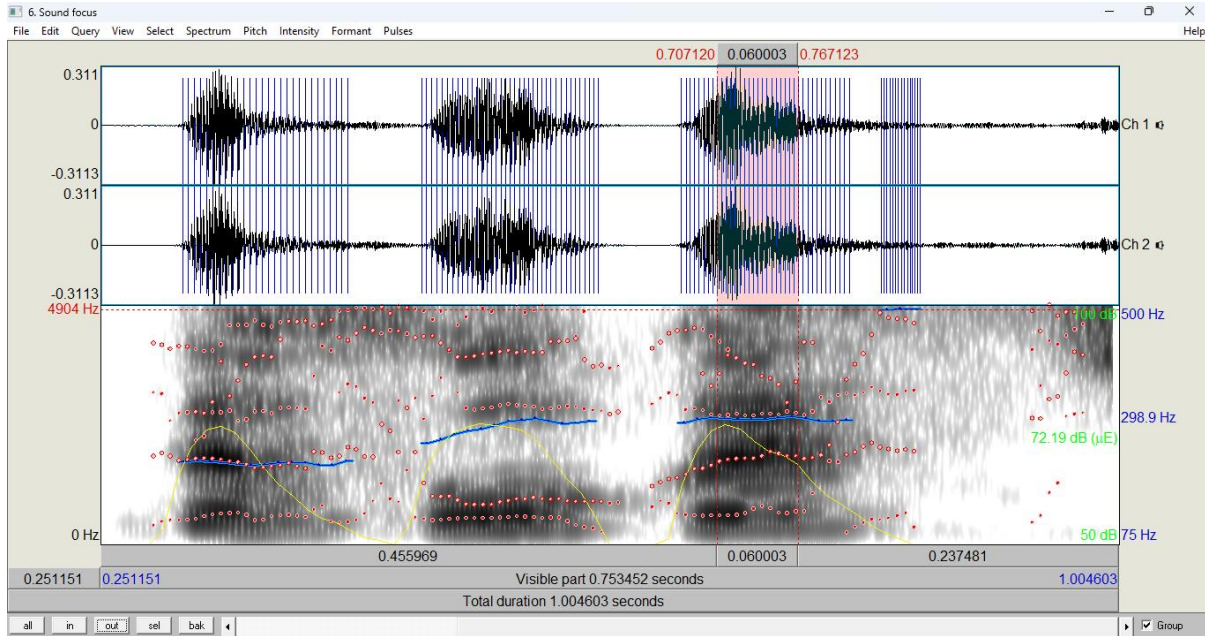 6. Sound focus
File Edit Query View Select Spectrum Pitch Intensity Formant Pulses Help
0.707120 0.060003 0.767123
0.311
0
-0.3113
Ch 1
0.311
0
-0.3113
Ch 2
4904 Hz 100 dB 500 Hz
298.9 Hz
72.19 dB (µE)
0 Hz 50 dB 75 Hz
0.455969 0.060003 0.237481
0.251151 0.251151 Visible part 0.753452 seconds 1.004603
Total duration 1.004603 seconds
all in out sel bak Group